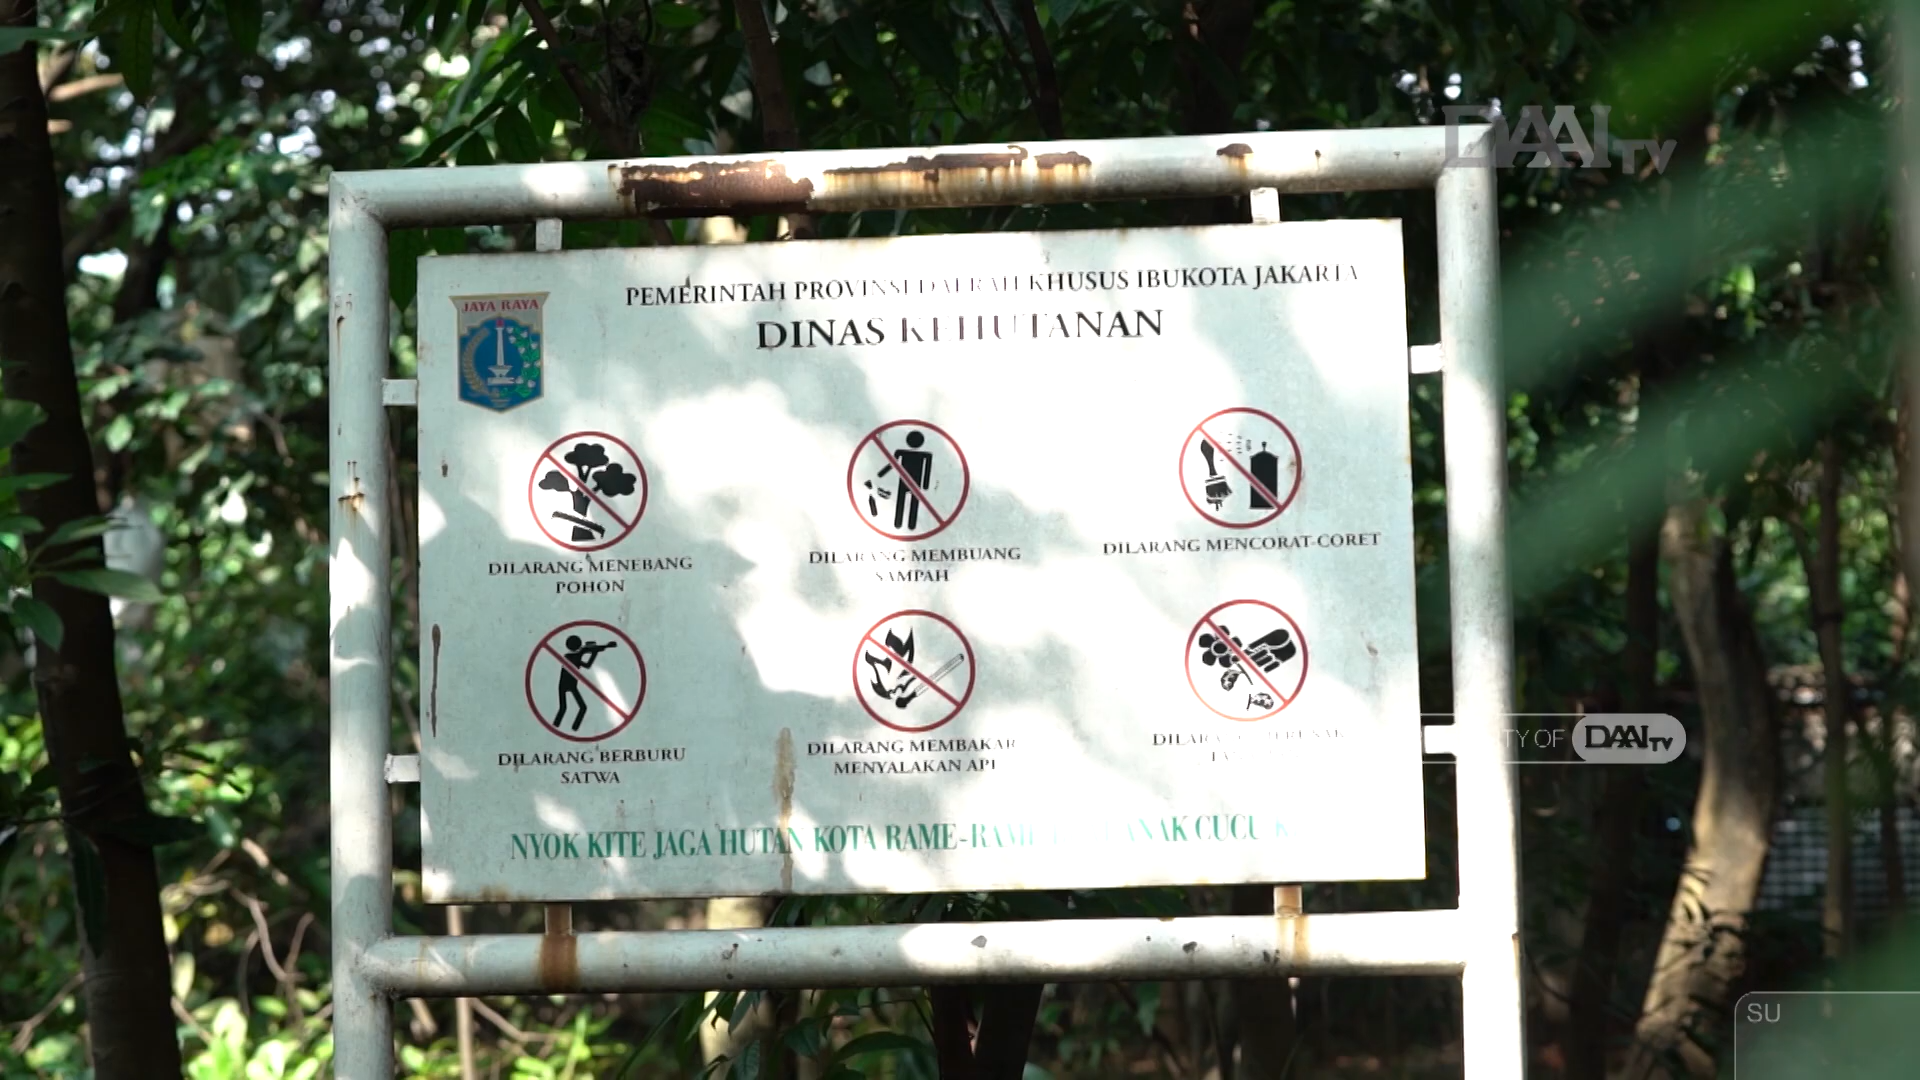 DAAI TV
PEMERINTAH PROVINSI DAERAH KHUSUS IBUKOTA JAKARTA
JAYA RAYA
DINAS KEHUTANAN
DILARANG MENEBANG
POHON
DILARANG MEMBUANG
SAMPAH
DILARANG MENCORAT-CORET
DILARANG BERBURU
SATWA
DILARANG MEMBAKAR
MENYALAKAN API
DILARANG
OF DAAI TV
NYOK KITE JAGA HUTAN KOTA RAME-RAME ANAK CUCU
SU